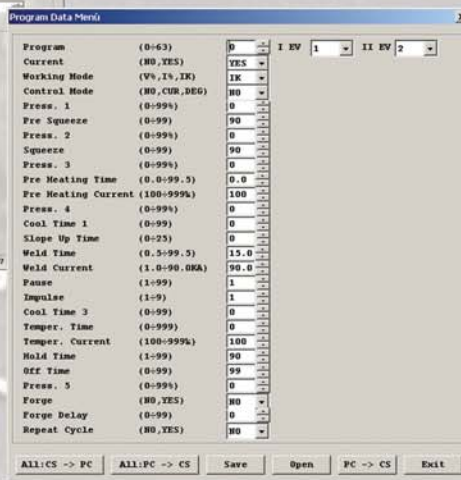 Program Data Menù
Program (0÷63) 0 I EV 1 II EV 2
Current (NO,YES) YES
Working Mode (V%,I%,IK) IK
Control Mode (NO,CUR,DEG) NO
Press. 1 (0÷99%) 0
Pre Squeeze (0÷99) 90
Press. 2 (0÷99%) 0
Squeeze (0÷99) 90
Press. 3 (0÷99%) 0
Pre Heating Time (0.0÷99.5) 0.0
Pre Heating Current (100÷999%) 100
Press. 4 (0÷99%) 0
Cool Time 1 (0÷99) 0
Slope Up Time (0÷25) 0
Weld Time (0.5÷99.5) 15.0
Weld Current (1.0÷90.0KA) 90.0
Pause (1÷99) 1
Impulse (1÷9) 1
Cool Time 3 (0÷99) 0
Temper. Time (0÷999) 0
Temper. Current (100÷999%) 100
Hold Time (1÷99) 90
Off Time (0÷99) 99
Press. 5 (0÷99%) 0
Forge (NO,YES) NO
Forge Delay (0÷99) 0
Repeat Cycle (NO,YES) NO
All:CS -> PC All:PC -> CS Save Open PC -> CS Exit